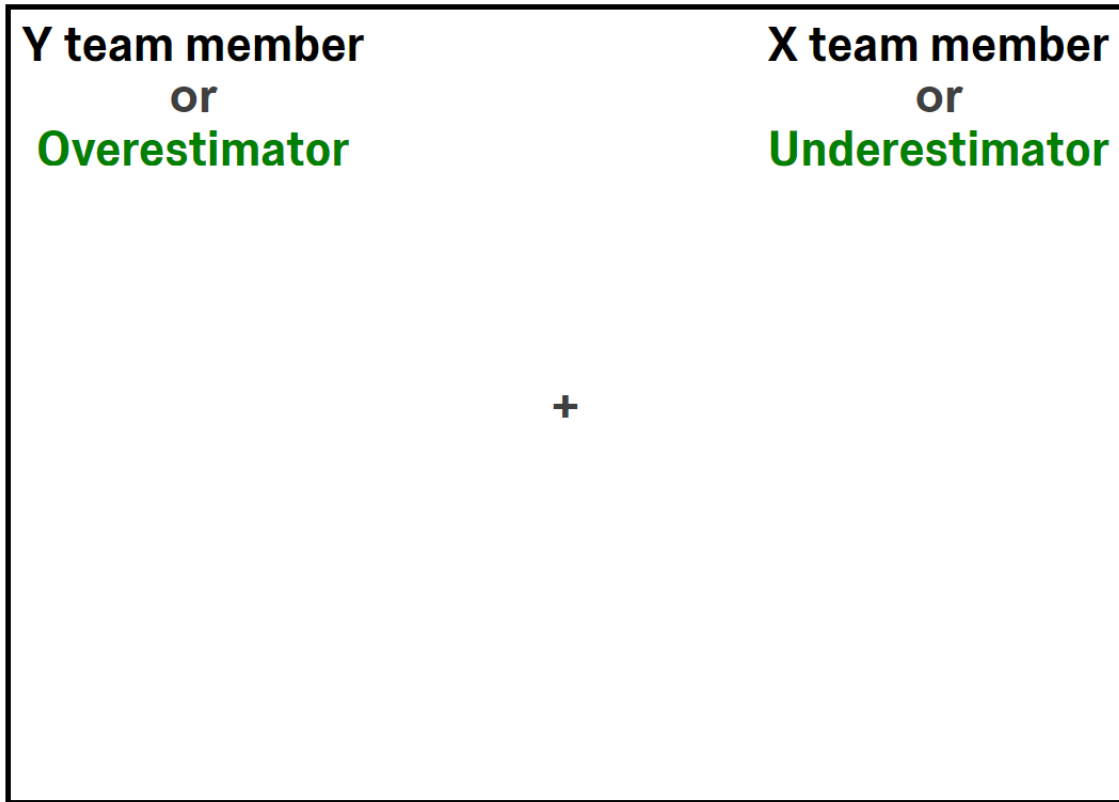 Y team member
or
Overestimator
X team member
or
Underestimator
+